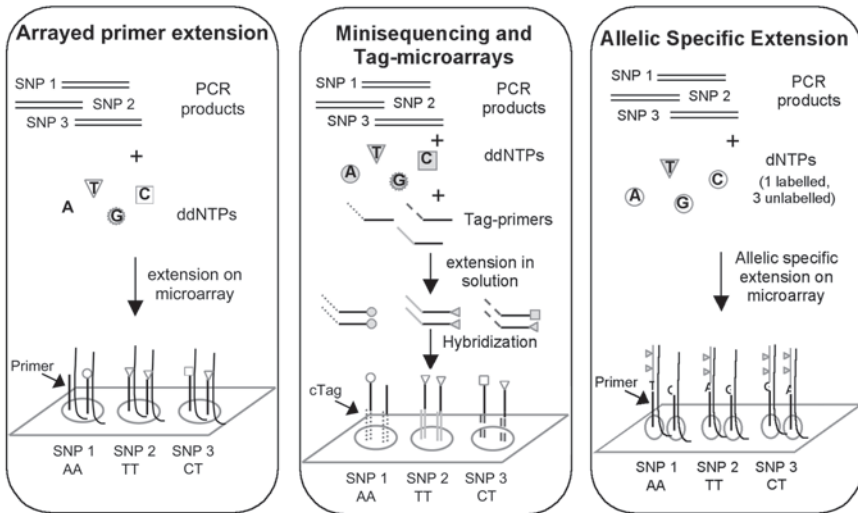 Arrayed primer extension
SNP 1
SNP 2
SNP 3
PCR
products
+
A
T
G
C
ddNTPs
extension on
microarray
Primer
SNP 1
AA
SNP 2
TT
SNP 3
CT
Minisequencing and
Tag-microarrays
SNP 1
SNP 2
SNP 3
PCR
products
+
A
T
G
C
ddNTPs
+
Tag-primers
extension in
solution
Hybridization
cTag
SNP 1
AA
SNP 2
TT
SNP 3
CT
Allelic Specific Extension
SNP 1
SNP 2
SNP 3
PCR
products
+
A
T
G
C
dNTPs
(1 labelled,
3 unlabelled)
Allelic specific
extension on
microarray
Primer
T
C
A
G
C
A
SNP 1
AA
SNP 2
TT
SNP 3
CT